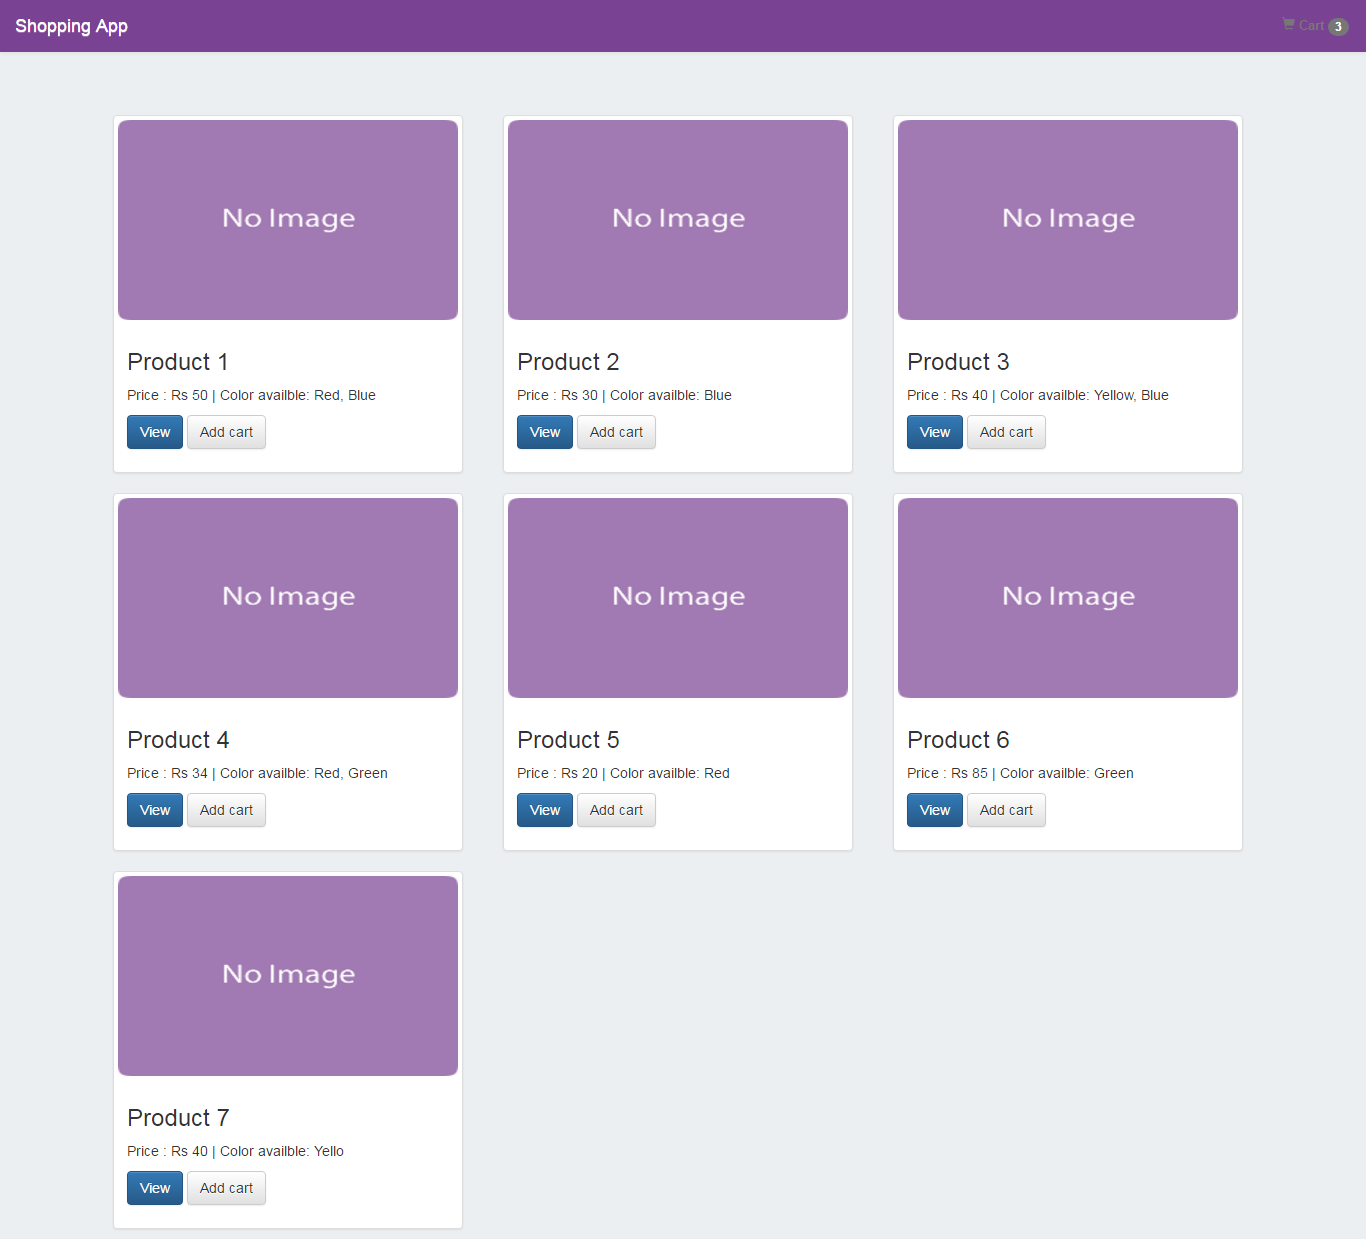 Shopping App
Cart 3
No Image
Product 1
Price : Rs 50 | Color availble: Red, Blue
View Add cart
No Image
Product 2
Price : Rs 30 | Color availble: Blue
View Add cart
No Image
Product 3
Price : Rs 40 | Color availble: Yellow, Blue
View Add cart
No Image
Product 4
Price : Rs 34 | Color availble: Red, Green
View Add cart
No Image
Product 5
Price : Rs 20 | Color availble: Red
View Add cart
No Image
Product 6
Price : Rs 85 | Color availble: Green
View Add cart
No Image
Product 7
Price : Rs 40 | Color availble: Yello
View Add cart